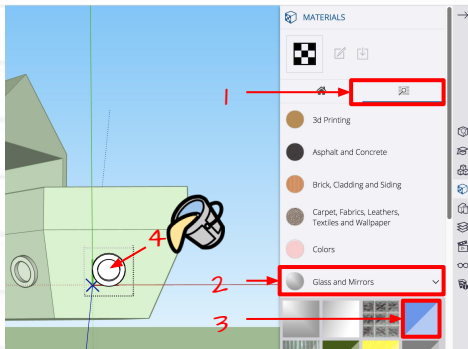 MATERIALS
1
3d Printing
Asphalt and Concrete
Brick, Cladding and Siding
Carpet, Fabrics, Leathers,
Textiles and Wallpaper
Colors
4
2
Glass and Mirrors
3